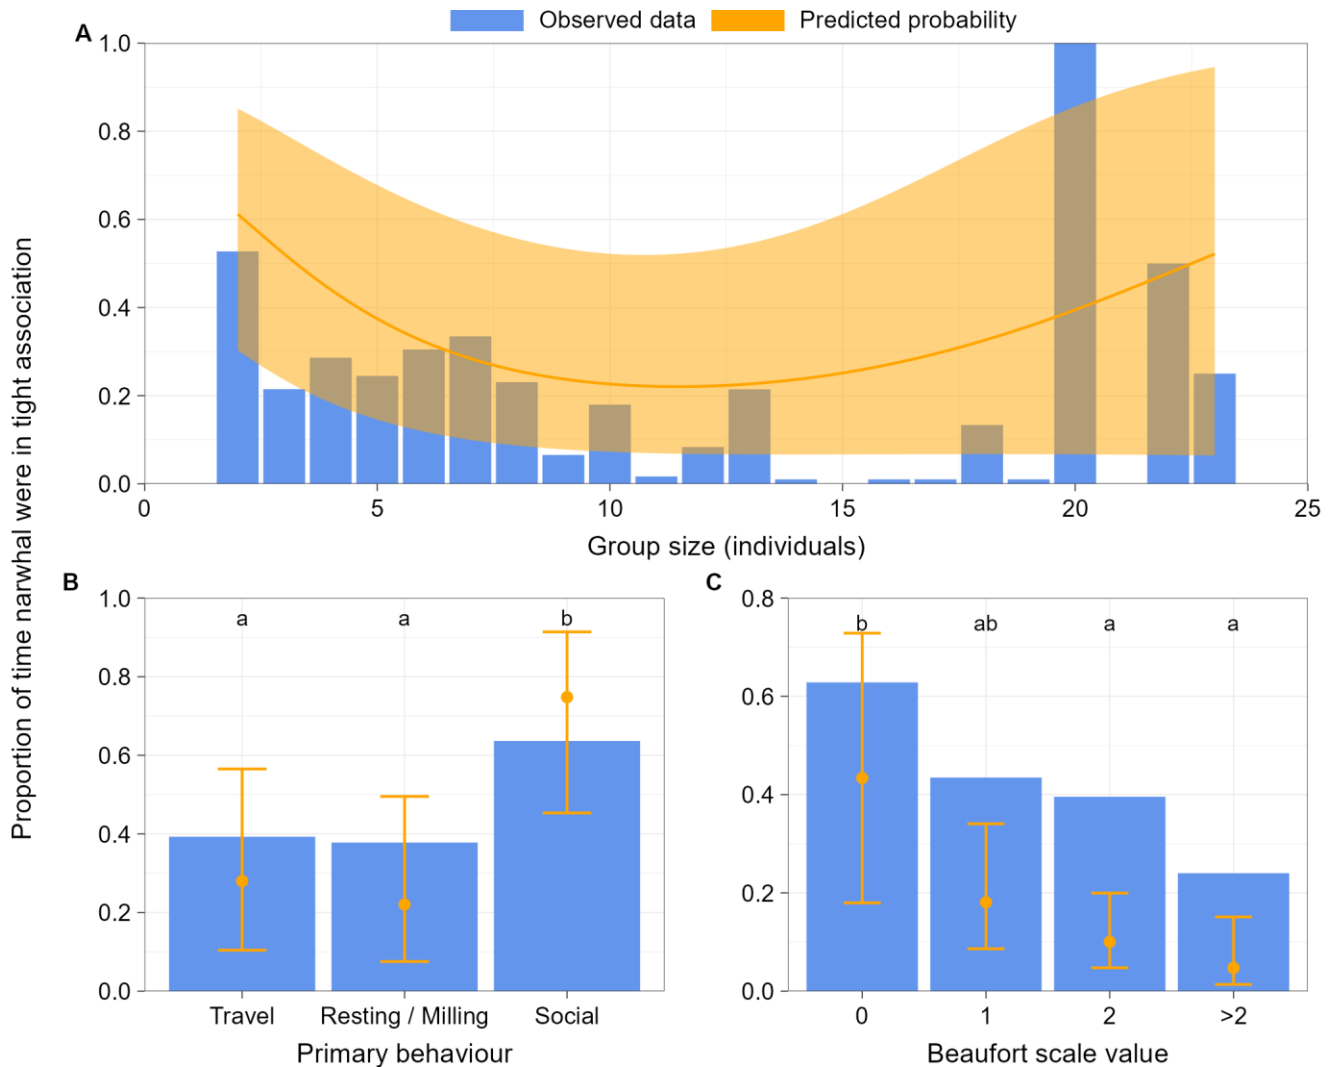 Observed data Predicted probability
A
1.0
0.8
0.6
0.4
0.2
0.0
0 5 10 15 20 25
Group size (individuals)
Proportion of time narwhal were in tight association
B
1.0
0.8
0.6
0.4
0.2
0.0
a a b
Travel Resting / Milling Social
Primary behaviour
C
0.8
0.6
0.4
0.2
0.0
b ab a a
0 1 2 >2
Beaufort scale value